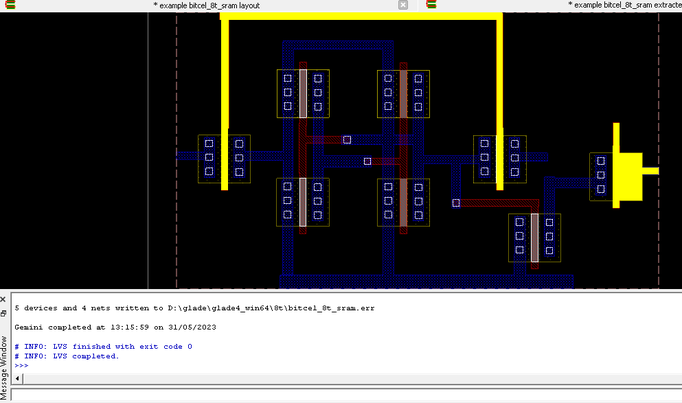 * example bitcel_8t_sram layout
* example bitcel_8t_sram extracte
5 devices and 4 nets written to D:\glade\glade4_win64\8t\bitcel_8t_sram.err
Gemini completed at 13:15:59 on 31/05/2023
# INFO: LVS finished with exit code 0
# INFO: LVS completed.
>>>
Message Window